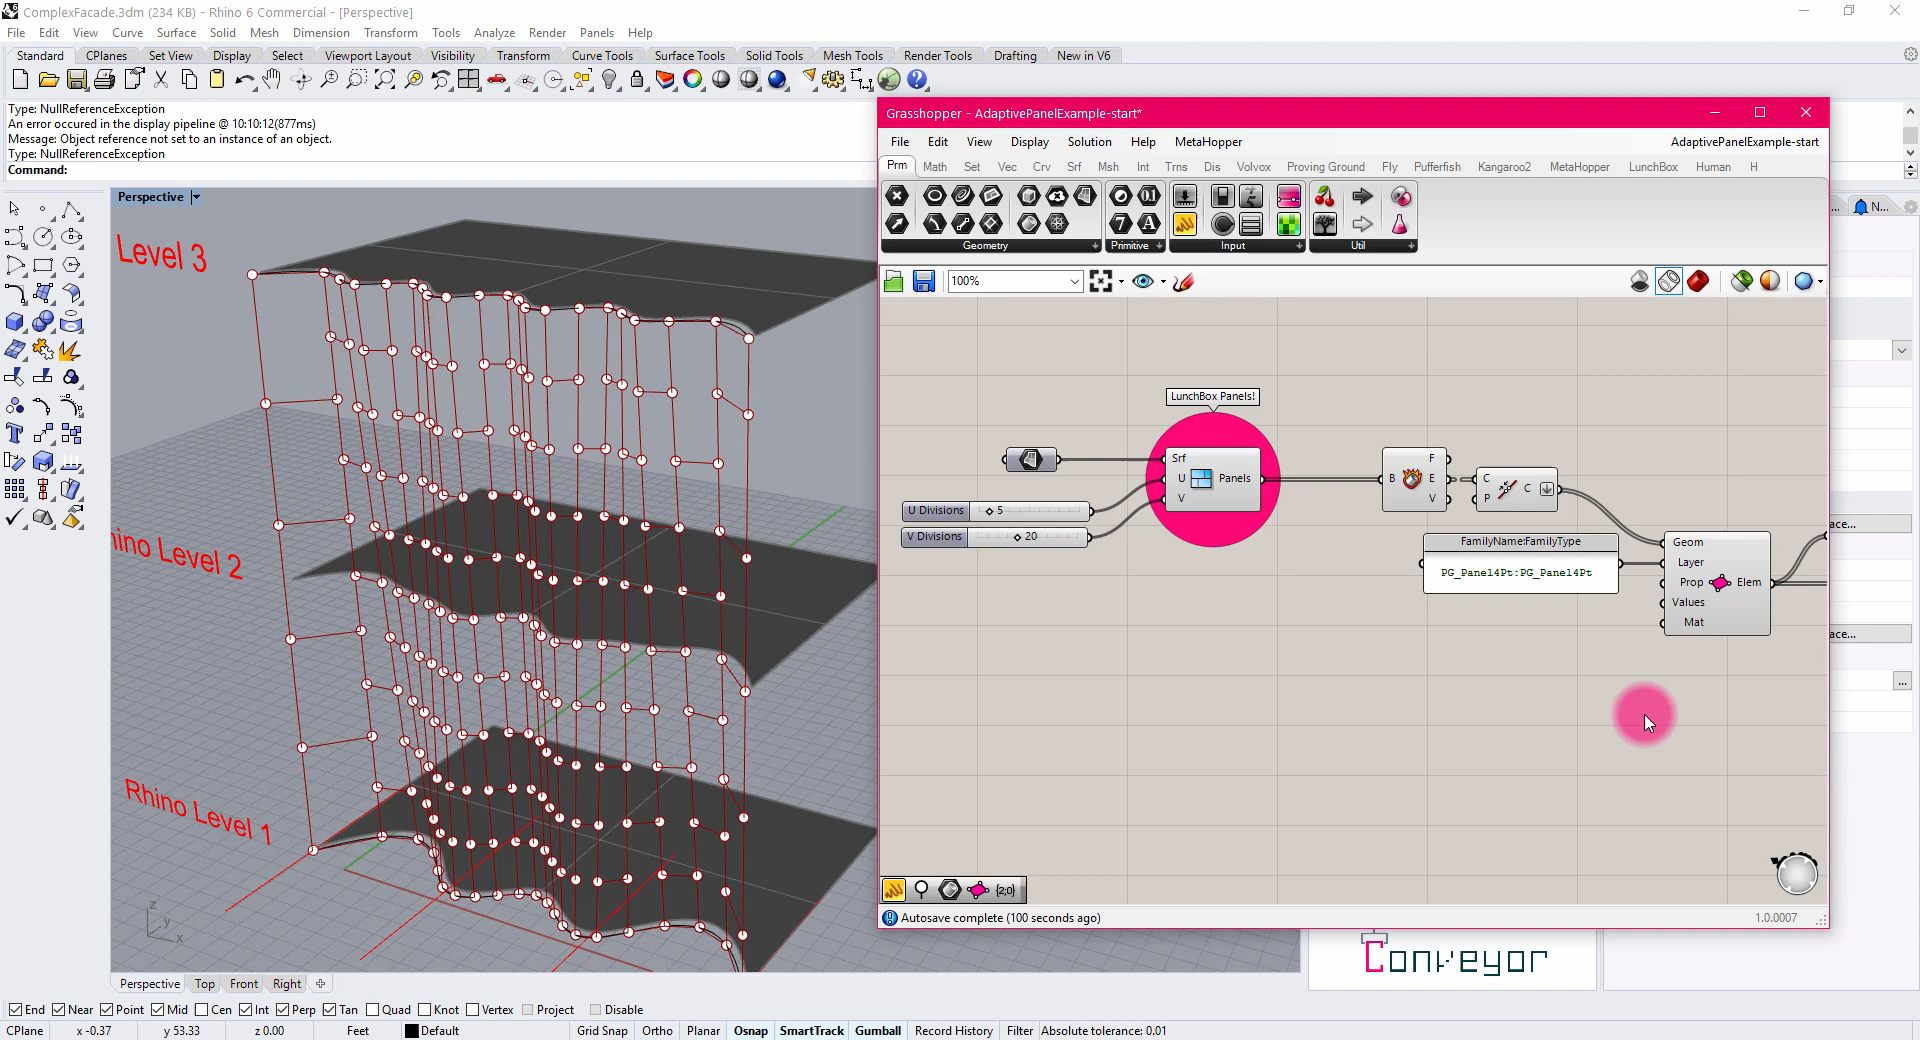 ComplexFacade.3dm (234 KB) - Rhino 6 Commercial - [Perspective]
File Edit View Curve Surface Solid Mesh Dimension Transform Tools Analyze Render Panels Help
Standard CPlanes Set View Display Select Viewport Layout Visibility Transform Curve Tools Surface Tools Solid Tools Mesh Tools Render Tools Drafting New in V6
Type: NullReferenceException
An error occured in the display pipeline @ 10:10:12(877ms)
Message: Object reference not set to an instance of an object.
Type: NullReferenceException
Command:
Perspective
Level 3
hino Level 2
Rhino Level 1
z
y
x
Grasshopper - AdaptivePanelExample-start*
File Edit View Display Solution Help MetaHopper AdaptivePanelExample-start
Prm Math Set Vec Crv Srf Msh Int Trns Dis Volvox Proving Ground Fly Pufferfish Kangaroo2 MetaHopper LunchBox Human H
Geometry Primitive Input Util
100%
LunchBox Panels!
Srf
U Panels
V
U Divisions 5
V Divisions 20
F
B E
V
C C
P
FamilyName:FamilyType
PG_Panel4Pt:PG_Panel4Pt
Geom
Layer
Prop Elem
Values
Mat
{2;0}
Autosave complete (100 seconds ago) 1.0.0007
... N...
ace...
ace...
...
Conveyor
Perspective Top Front Right
End Near Point Mid Cen Int Perp Tan Quad Knot Vertex Project Disable
CPlane x -0.37 y 53.33 z 0.00 Feet Default Grid Snap Ortho Planar Osnap SmartTrack Gumball Record History Filter Absolute tolerance: 0.01